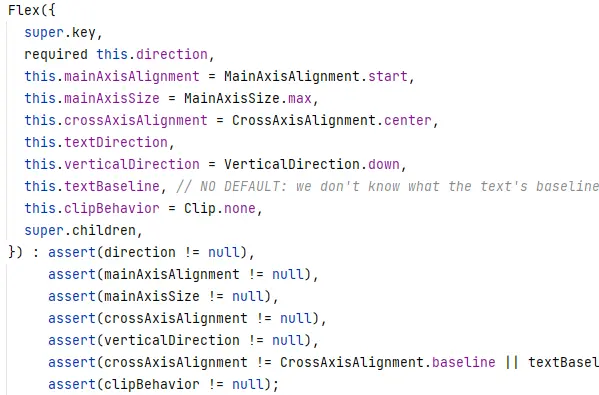 Flex({
super.key,
required this.direction,
this.mainAxisAlignment = MainAxisAlignment.start,
this.mainAxisSize = MainAxisSize.max,
this.crossAxisAlignment = CrossAxisAlignment.center,
this.textDirection,
this.verticalDirection = VerticalDirection.down,
this.textBaseline, // NO DEFAULT: we don't know what the text's baseline
this.clipBehavior = Clip.none,
super.children,
}) : assert(direction != null),
assert(mainAxisAlignment != null),
assert(mainAxisSize != null),
assert(crossAxisAlignment != null),
assert(verticalDirection != null),
assert(crossAxisAlignment != CrossAxisAlignment.baseline || textBasel
assert(clipBehavior != null);